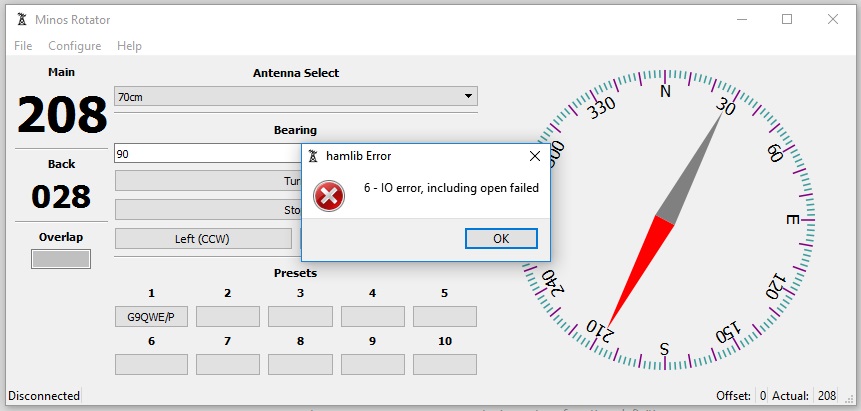 Minos Rotator
File Configure Help
Main
208
Back
028
Overlap
Antenna Select
70cm
Bearing
90
Tur
Sto
Left (CCW)
hamlib Error
6 - IO error, including open failed
OK
Presets
1 2 3 4 5
G9QWE/P
6 7 8 9 10
N
30
60
E
120
150
S
210
240
300
330
Disconnected
Offset: 0 Actual: 208